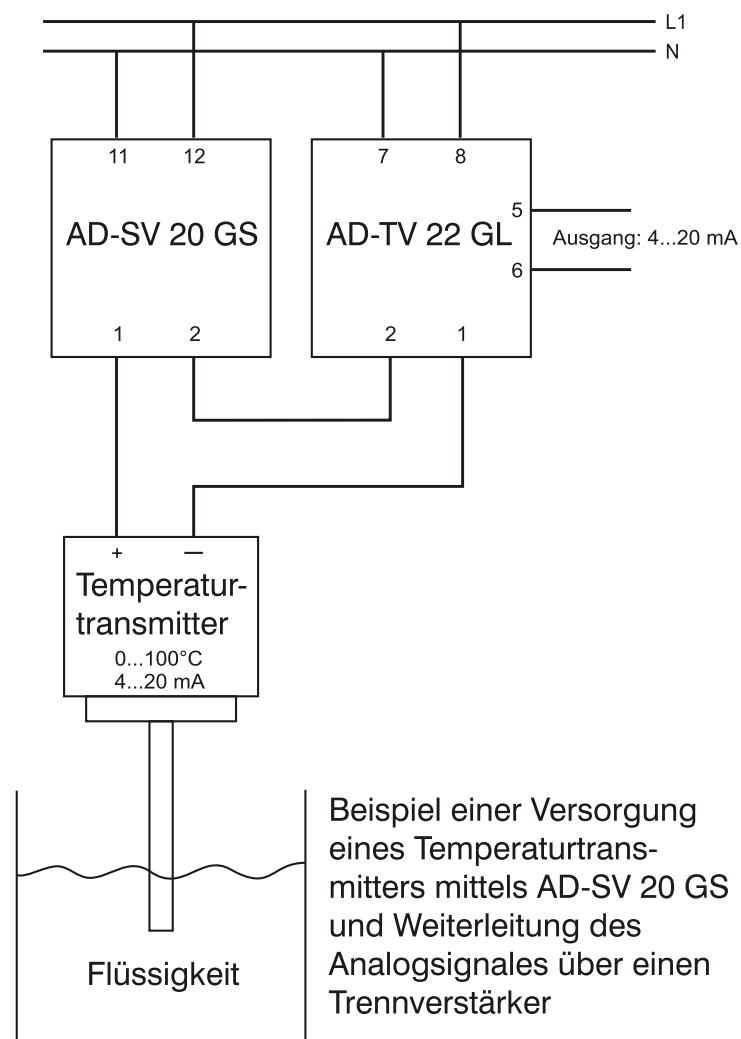 L1
N
11 12
7 8
AD-SV 20 GS
AD-TV 22 GL
5
Ausgang: 4...20 mA
6
1 2
2 1
+ —
Temperatur-
transmitter
0...100°C
4...20 mA
Flüssigkeit
Beispiel einer Versorgung
eines Temperaturtrans-
mitters mittels AD-SV 20 GS
und Weiterleitung des
Analogsignales über einen
Trennverstärker